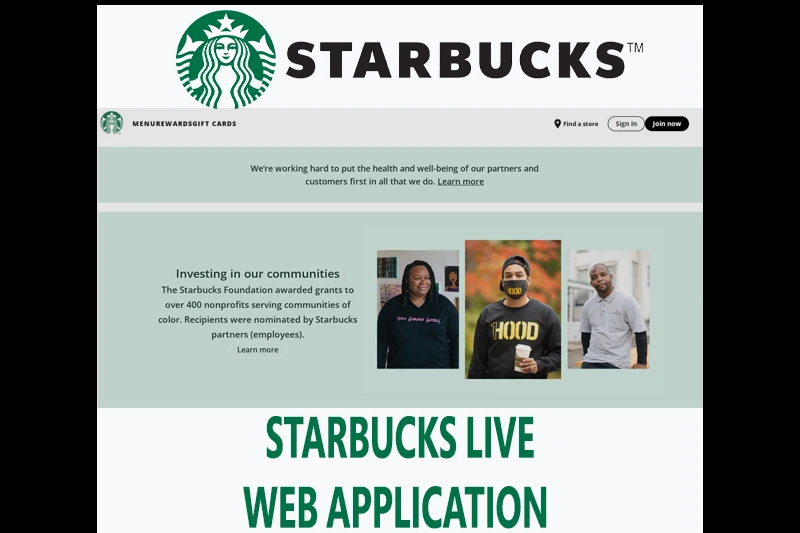 STARBUCKS™
MENUREWARDSGIFT CARDS
Find a store
Sign in
Join now
We're working hard to put the health and well-being of our partners and
customers first in all that we do. Learn more
Investing in our communities
The Starbucks Foundation awarded grants to
over 400 nonprofits serving communities of
color. Recipients were nominated by Starbucks
partners (employees).
Learn more
HOOD
STARBUCKS LIVE
WEB APPLICATION